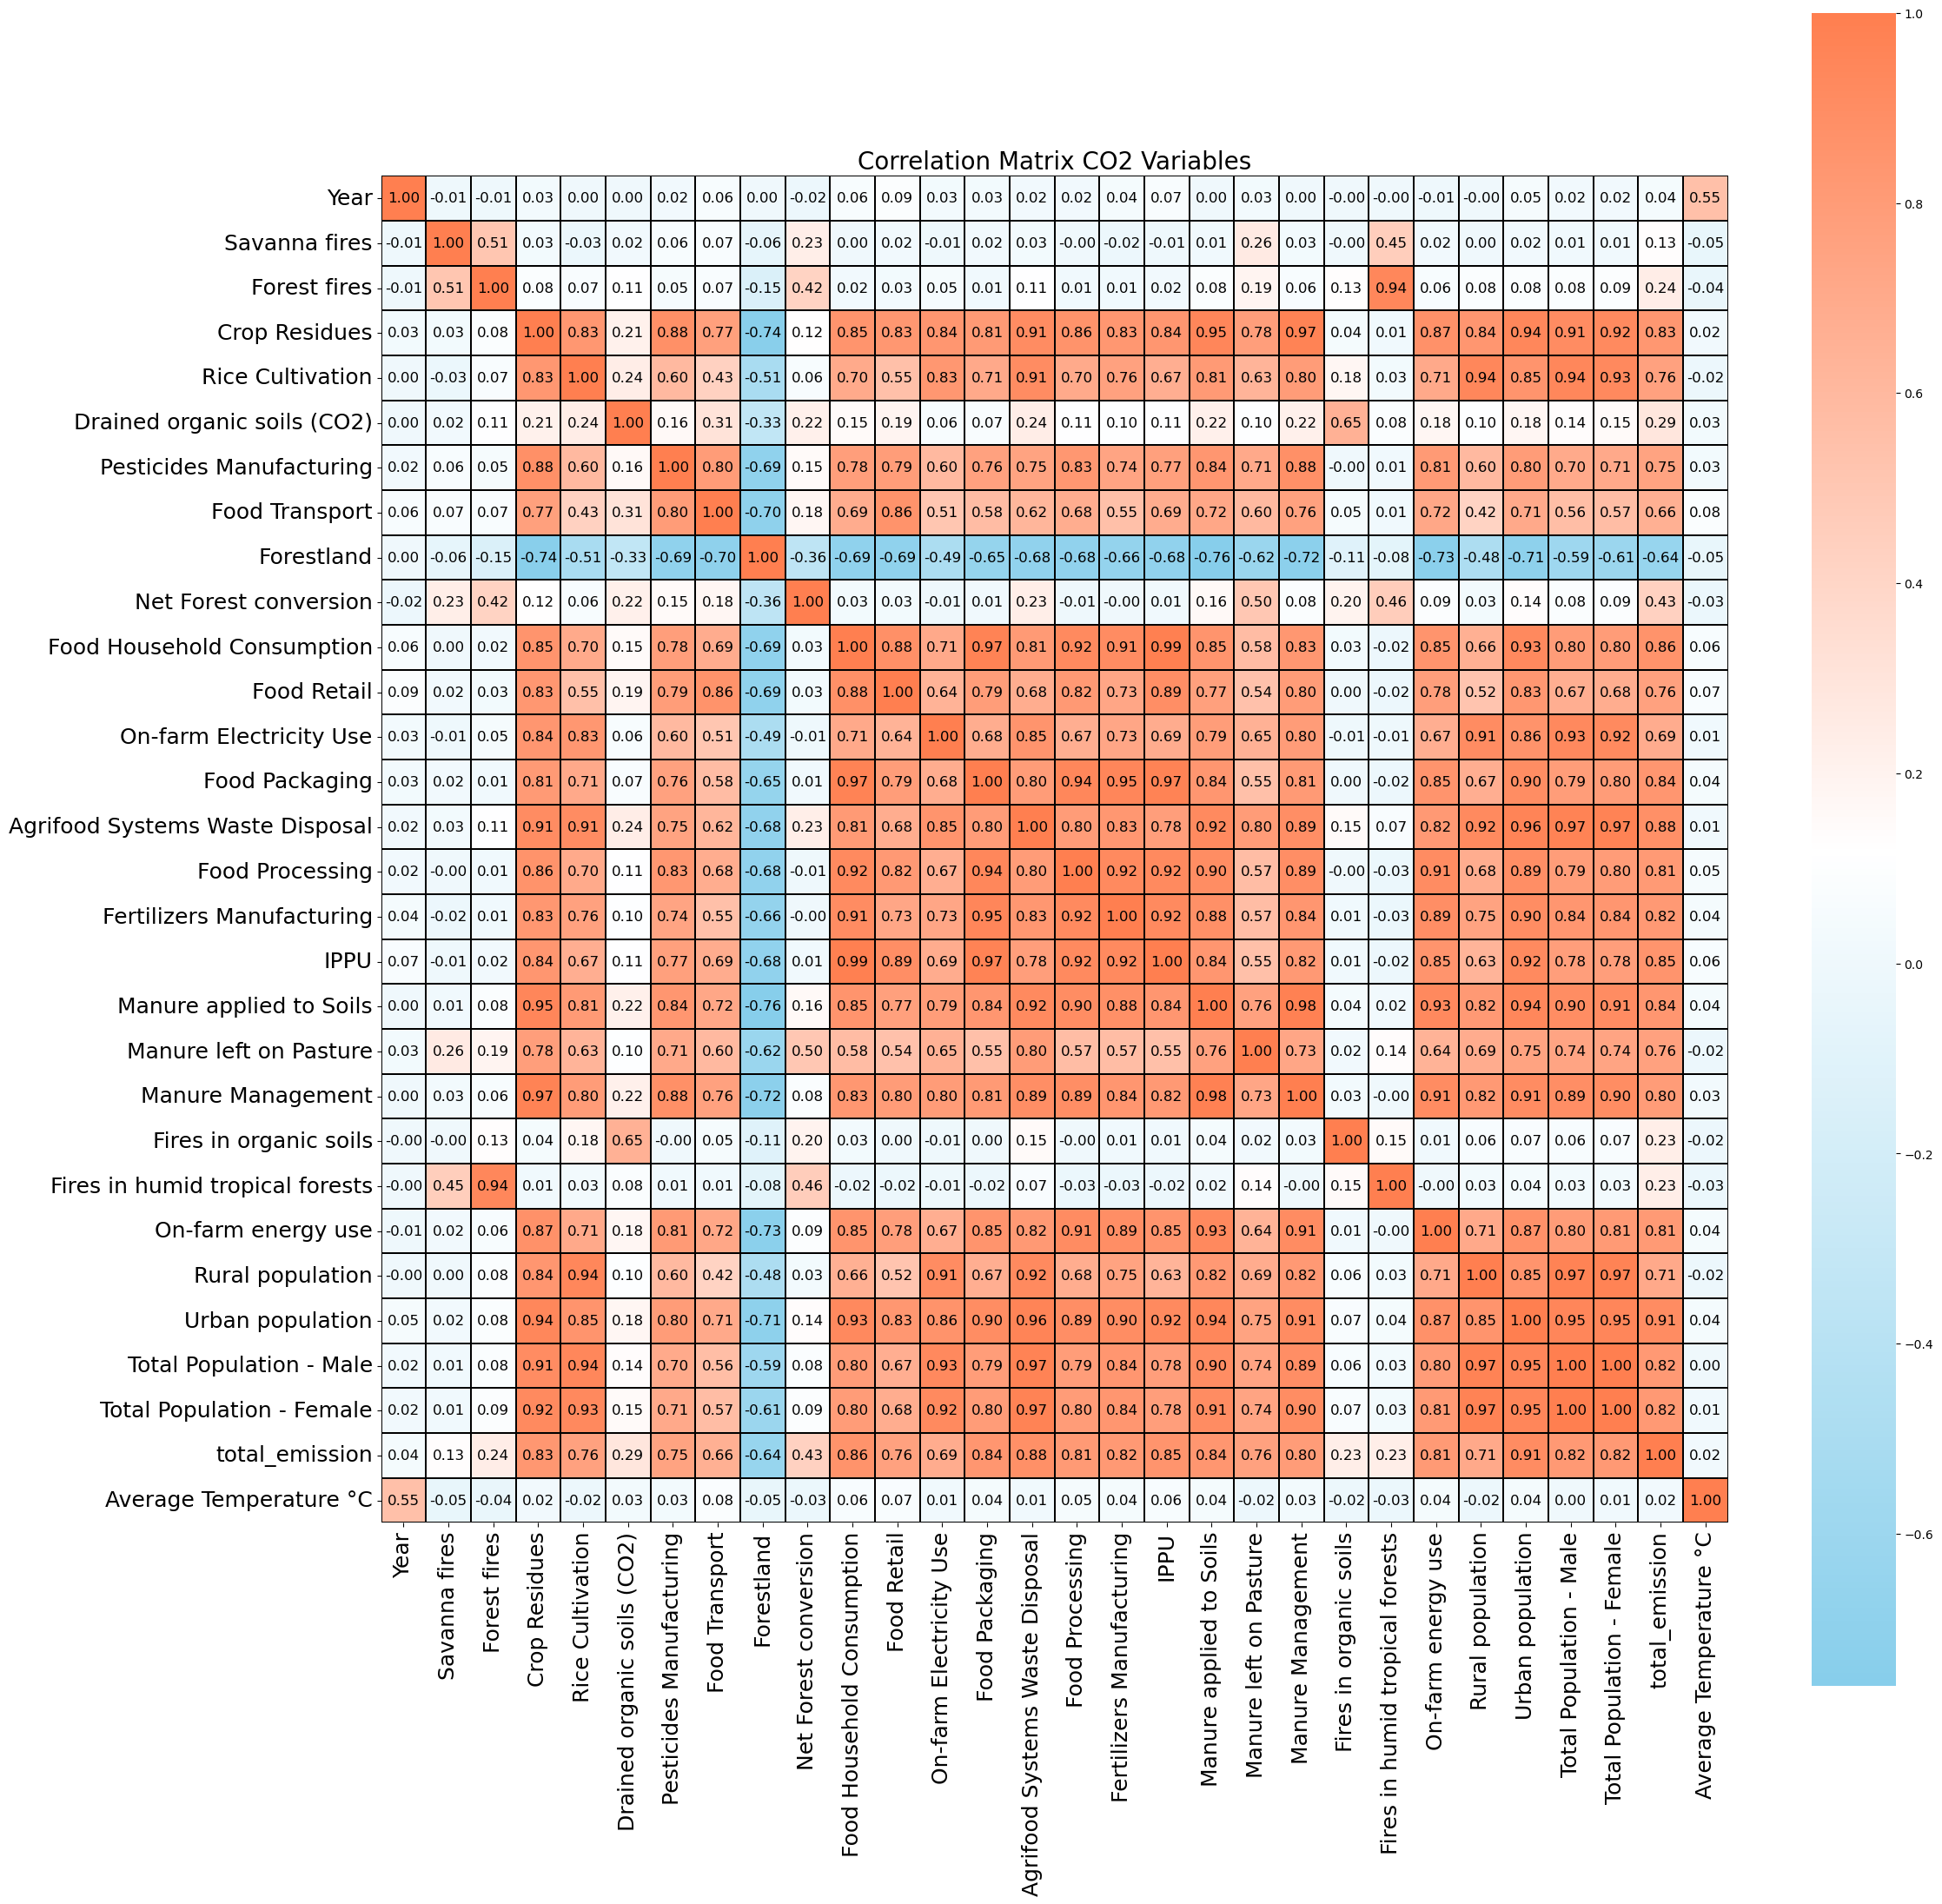 Correlation Matrix CO2 Variables
Year 1.00 -0.01 -0.01 0.03 0.00 0.00 0.02 0.06 0.00 -0.02 0.06 0.09 0.03 0.03 0.02 0.02 0.04 0.07 0.00 0.03 0.00 -0.00 -0.00 -0.01 -0.00 0.05 0.02 0.02 0.04 0.55
Savanna fires -0.01 1.00 0.51 0.03 -0.03 0.02 0.06 0.07 -0.06 0.23 0.00 0.02 -0.01 0.02 0.03 -0.00 -0.02 -0.01 0.01 0.26 0.03 -0.00 0.45 0.02 0.00 0.02 0.01 0.01 0.13 -0.05
Forest fires -0.01 0.51 1.00 0.08 0.07 0.11 0.05 0.07 -0.15 0.42 0.02 0.03 0.05 0.01 0.11 0.01 0.01 0.02 0.08 0.19 0.06 0.13 0.94 0.06 0.08 0.08 0.08 0.09 0.24 -0.04
Crop Residues 0.03 0.03 0.08 1.00 0.83 0.21 0.88 0.77 -0.74 0.12 0.85 0.83 0.84 0.81 0.91 0.86 0.83 0.84 0.95 0.78 0.97 0.04 0.01 0.87 0.84 0.94 0.91 0.92 0.83 0.02
Rice Cultivation 0.00 -0.03 0.07 0.83 1.00 0.24 0.60 0.43 -0.51 0.06 0.70 0.55 0.83 0.71 0.91 0.70 0.76 0.67 0.81 0.63 0.80 0.18 0.03 0.71 0.94 0.85 0.94 0.93 0.76 -0.02
Drained organic soils (CO2) 0.00 0.02 0.11 0.21 0.24 1.00 0.16 0.31 -0.33 0.22 0.15 0.19 0.06 0.07 0.24 0.11 0.10 0.11 0.22 0.10 0.22 0.65 0.08 0.18 0.10 0.18 0.14 0.15 0.29 0.03
Pesticides Manufacturing 0.02 0.06 0.05 0.88 0.60 0.16 1.00 0.80 -0.69 0.15 0.78 0.79 0.60 0.76 0.75 0.83 0.74 0.77 0.84 0.71 0.88 -0.00 0.01 0.81 0.60 0.80 0.70 0.71 0.75 0.03
Food Transport 0.06 0.07 0.07 0.77 0.43 0.31 0.80 1.00 -0.70 0.18 0.69 0.86 0.51 0.58 0.62 0.68 0.55 0.69 0.72 0.60 0.76 0.05 0.01 0.72 0.42 0.71 0.56 0.57 0.66 0.08
Forestland 0.00 -0.06 -0.15 -0.74 -0.51 -0.33 -0.69 -0.70 1.00 -0.36 -0.69 -0.69 -0.49 -0.65 -0.68 -0.68 -0.66 -0.68 -0.76 -0.62 -0.72 -0.11 -0.08 -0.73 -0.48 -0.71 -0.59 -0.61 -0.64 -0.05
Net Forest conversion -0.02 0.23 0.42 0.12 0.06 0.22 0.15 0.18 -0.36 1.00 0.03 0.03 -0.01 0.01 0.23 -0.01 -0.00 0.01 0.16 0.50 0.08 0.20 0.46 0.09 0.03 0.14 0.08 0.09 0.43 -0.03
Food Household Consumption 0.06 0.00 0.02 0.85 0.70 0.15 0.78 0.69 -0.69 0.03 1.00 0.88 0.71 0.97 0.81 0.92 0.91 0.99 0.85 0.58 0.83 0.03 -0.02 0.85 0.66 0.93 0.80 0.80 0.86 0.06
Food Retail 0.09 0.02 0.03 0.83 0.55 0.19 0.79 0.86 -0.69 0.03 0.88 1.00 0.64 0.79 0.68 0.82 0.73 0.89 0.77 0.54 0.80 0.00 -0.02 0.78 0.52 0.83 0.67 0.68 0.76 0.07
On-farm Electricity Use 0.03 -0.01 0.05 0.84 0.83 0.06 0.60 0.51 -0.49 -0.01 0.71 0.64 1.00 0.68 0.85 0.67 0.73 0.69 0.79 0.65 0.80 -0.01 -0.01 0.67 0.91 0.86 0.93 0.92 0.69 0.01
Food Packaging 0.03 0.02 0.01 0.81 0.71 0.07 0.76 0.58 -0.65 0.01 0.97 0.79 0.68 1.00 0.80 0.94 0.95 0.97 0.84 0.55 0.81 0.00 -0.02 0.85 0.67 0.90 0.79 0.80 0.84 0.04
Agrifood Systems Waste Disposal 0.02 0.03 0.11 0.91 0.91 0.24 0.75 0.62 -0.68 0.23 0.81 0.68 0.85 0.80 1.00 0.80 0.83 0.78 0.92 0.80 0.89 0.15 0.07 0.82 0.92 0.96 0.97 0.97 0.88 0.01
Food Processing 0.02 -0.00 0.01 0.86 0.70 0.11 0.83 0.68 -0.68 -0.01 0.92 0.82 0.67 0.94 0.80 1.00 0.92 0.92 0.90 0.57 0.89 -0.00 -0.03 0.91 0.68 0.89 0.79 0.80 0.81 0.05
Fertilizers Manufacturing 0.04 -0.02 0.01 0.83 0.76 0.10 0.74 0.55 -0.66 -0.00 0.91 0.73 0.73 0.95 0.83 0.92 1.00 0.92 0.88 0.57 0.84 0.01 -0.03 0.89 0.75 0.90 0.84 0.84 0.82 0.04
IPPU 0.07 -0.01 0.02 0.84 0.67 0.11 0.77 0.69 -0.68 0.01 0.99 0.89 0.69 0.97 0.78 0.92 0.92 1.00 0.84 0.55 0.82 0.01 -0.02 0.85 0.63 0.92 0.78 0.78 0.85 0.06
Manure applied to Soils 0.00 0.01 0.08 0.95 0.81 0.22 0.84 0.72 -0.76 0.16 0.85 0.77 0.79 0.84 0.92 0.90 0.88 0.84 1.00 0.76 0.98 0.04 0.02 0.93 0.82 0.94 0.90 0.91 0.84 0.04
Manure left on Pasture 0.03 0.26 0.19 0.78 0.63 0.10 0.71 0.60 -0.62 0.50 0.58 0.54 0.65 0.55 0.80 0.57 0.57 0.55 0.76 1.00 0.73 0.02 0.14 0.64 0.69 0.75 0.74 0.74 0.76 -0.02
Manure Management 0.00 0.03 0.06 0.97 0.80 0.22 0.88 0.76 -0.72 0.08 0.83 0.80 0.80 0.81 0.89 0.89 0.84 0.82 0.98 0.73 1.00 0.03 -0.00 0.91 0.82 0.91 0.89 0.90 0.80 0.03
Fires in organic soils -0.00 -0.00 0.13 0.04 0.18 0.65 -0.00 0.05 -0.11 0.20 0.03 0.00 -0.01 0.00 0.15 -0.00 0.01 0.01 0.04 0.02 0.03 1.00 0.15 0.01 0.06 0.07 0.06 0.07 0.23 -0.02
Fires in humid tropical forests -0.00 0.45 0.94 0.01 0.03 0.08 0.01 0.01 -0.08 0.46 -0.02 -0.02 -0.01 -0.02 0.07 -0.03 -0.03 -0.02 0.02 0.14 -0.00 0.15 1.00 -0.00 0.03 0.04 0.03 0.03 0.23 -0.03
On-farm energy use -0.01 0.02 0.06 0.87 0.71 0.18 0.81 0.72 -0.73 0.09 0.85 0.78 0.67 0.85 0.82 0.91 0.89 0.85 0.93 0.64 0.91 0.01 -0.00 1.00 0.71 0.87 0.80 0.81 0.81 0.04
Rural population -0.00 0.00 0.08 0.84 0.94 0.10 0.60 0.42 -0.48 0.03 0.66 0.52 0.91 0.67 0.92 0.68 0.75 0.63 0.82 0.69 0.82 0.06 0.03 0.71 1.00 0.85 0.97 0.97 0.71 -0.02
Urban population 0.05 0.02 0.08 0.94 0.85 0.18 0.80 0.71 -0.71 0.14 0.93 0.83 0.86 0.90 0.96 0.89 0.90 0.92 0.94 0.75 0.91 0.07 0.04 0.87 0.85 1.00 0.95 0.95 0.91 0.04
Total Population - Male 0.02 0.01 0.08 0.91 0.94 0.14 0.70 0.56 -0.59 0.08 0.80 0.67 0.93 0.79 0.97 0.79 0.84 0.78 0.90 0.74 0.89 0.06 0.03 0.80 0.97 0.95 1.00 1.00 0.82 0.00
Total Population - Female 0.02 0.01 0.09 0.92 0.93 0.15 0.71 0.57 -0.61 0.09 0.80 0.68 0.92 0.80 0.97 0.80 0.84 0.78 0.91 0.74 0.90 0.07 0.03 0.81 0.97 0.95 1.00 1.00 0.82 0.01
total_emission 0.04 0.13 0.24 0.83 0.76 0.29 0.75 0.66 -0.64 0.43 0.86 0.76 0.69 0.84 0.88 0.81 0.82 0.85 0.84 0.76 0.80 0.23 0.23 0.81 0.71 0.91 0.82 0.82 1.00 0.02
Average Temperature °C 0.55 -0.05 -0.04 0.02 -0.02 0.03 0.03 0.08 -0.05 -0.03 0.06 0.07 0.01 0.04 0.01 0.05 0.04 0.06 0.04 -0.02 0.03 -0.02 -0.03 0.04 -0.02 0.04 0.00 0.01 0.02 1.00
Year
Savanna fires
Forest fires
Crop Residues
Rice Cultivation
Drained organic soils (CO2)
Pesticides Manufacturing
Food Transport
Forestland
Net Forest conversion
Food Household Consumption
Food Retail
On-farm Electricity Use
Food Packaging
Agrifood Systems Waste Disposal
Food Processing
Fertilizers Manufacturing
IPPU
Manure applied to Soils
Manure left on Pasture
Manure Management
Fires in organic soils
Fires in humid tropical forests
On-farm energy use
Rural population
Urban population
Total Population - Male
Total Population - Female
total_emission
Average Temperature °C
1.0
0.8
0.6
0.4
0.2
0.0
−0.2
−0.4
−0.6